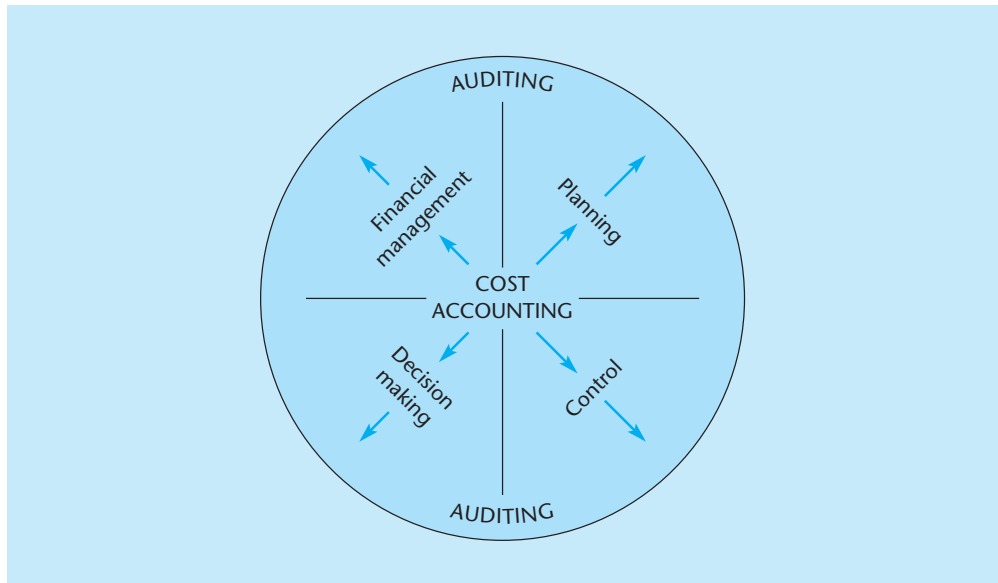 AUDITING
Financial
management
Planning
COST
ACCOUNTING
Decision
making
Control
AUDITING